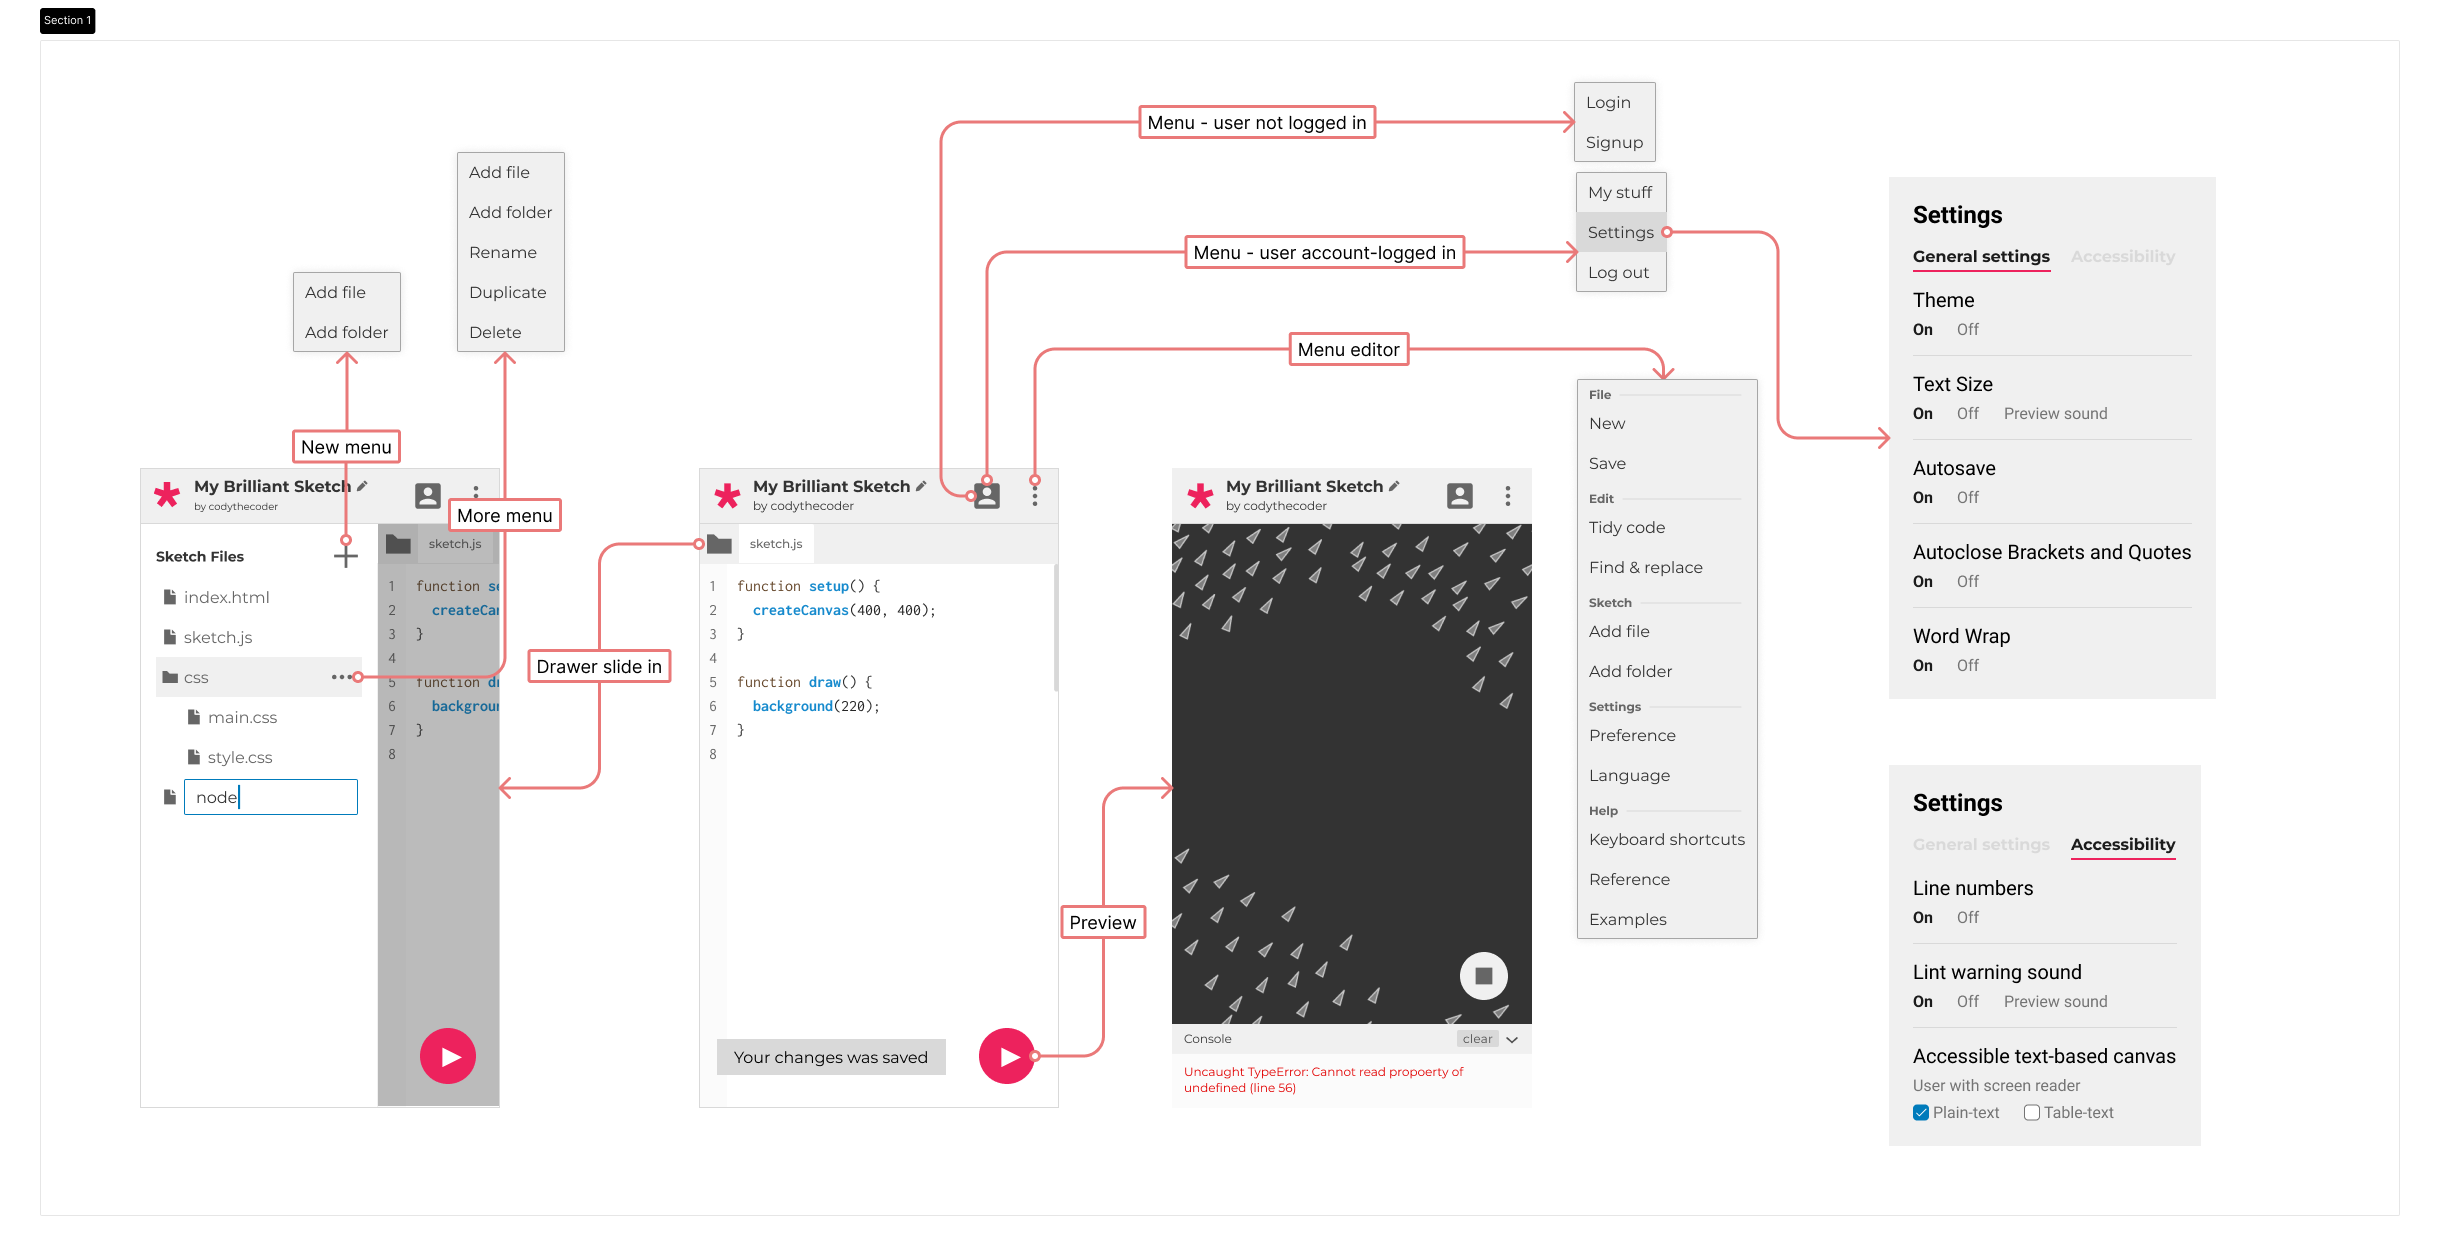 Section 1
Menu - user not logged in
Login
Signup
Add file
Add folder
Rename
Duplicate
Delete
Add file
Add folder
New menu
More menu
Menu - user account-logged in
My stuff
Settings
Log out
Menu editor
File
New
Save
Edit
Tidy code
Find & replace
Sketch
Add file
Add folder
Settings
Preference
Language
Help
Keyboard shortcuts
Reference
Examples
Settings
General settings Accessibility
Theme
On Off
Text Size
On Off Preview sound
Autosave
On Off
Autoclose Brackets and Quotes
On Off
Word Wrap
On Off
Settings
General settings Accessibility
Line numbers
On Off
Lint warning sound
On Off Preview sound
Accessible text-based canvas
User with screen reader
Plain-text Table-text
My Brilliant Sketch
by codythecoder
Sketch Files
index.html
sketch.js
css
main.css
style.css
node
sketch.js
1 function se
2 createCan
3 }
4
5 function dr
6 backgroun
7 }
8
Drawer slide in
My Brilliant Sketch
by codythecoder
sketch.js
1 function setup() {
2 createCanvas(400, 400);
3 }
4
5 function draw() {
6 background(220);
7 }
8
Your changes was saved
Preview
My Brilliant Sketch
by codythecoder
Console clear
Uncaught TypeError: Cannot read propoerty of
undefined (line 56)